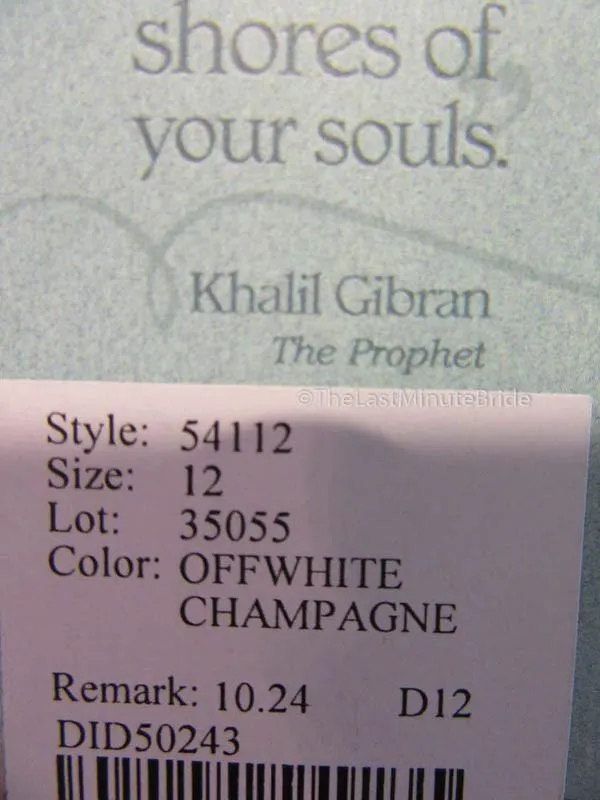 shores of
your souls.”
Khalil Gibran
The Prophet
©TheLastMinuteBride
Style: 54112
Size: 12
Lot: 35055
Color: OFFWHITE
CHAMPAGNE
Remark: 10.24 D12
DID50243